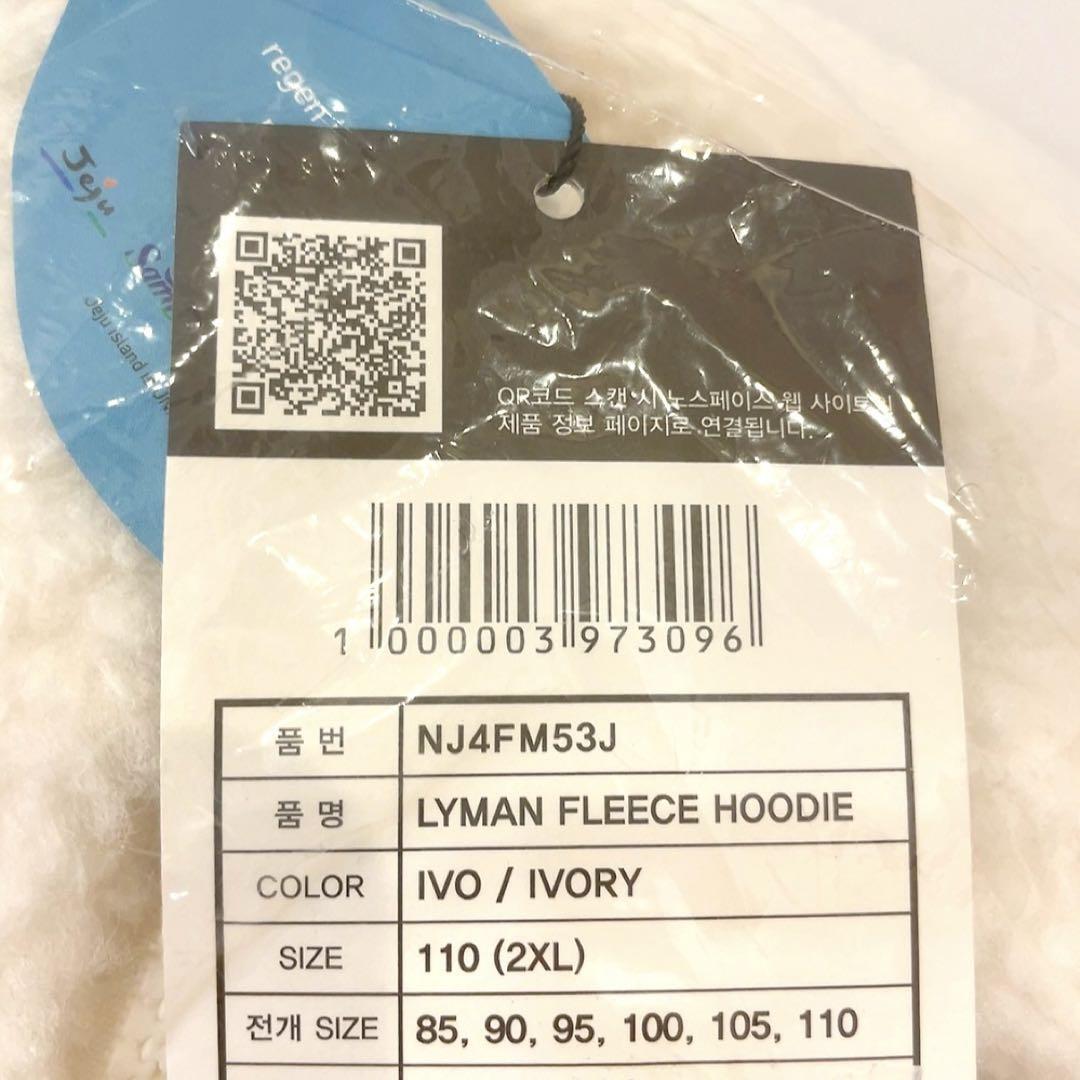 regen
Jeju
Jeju Island
QR코드 스캔 시 노스페이스 웹 사이트의
제품 정보 페이지로 연결됩니다.
1 000003 973096
품 번 NJ4FM53J
품 명 LYMAN FLEECE HOODIE
COLOR IVO / IVORY
SIZE 110 (2XL)
전개 SIZE 85, 90, 95, 100, 105, 110